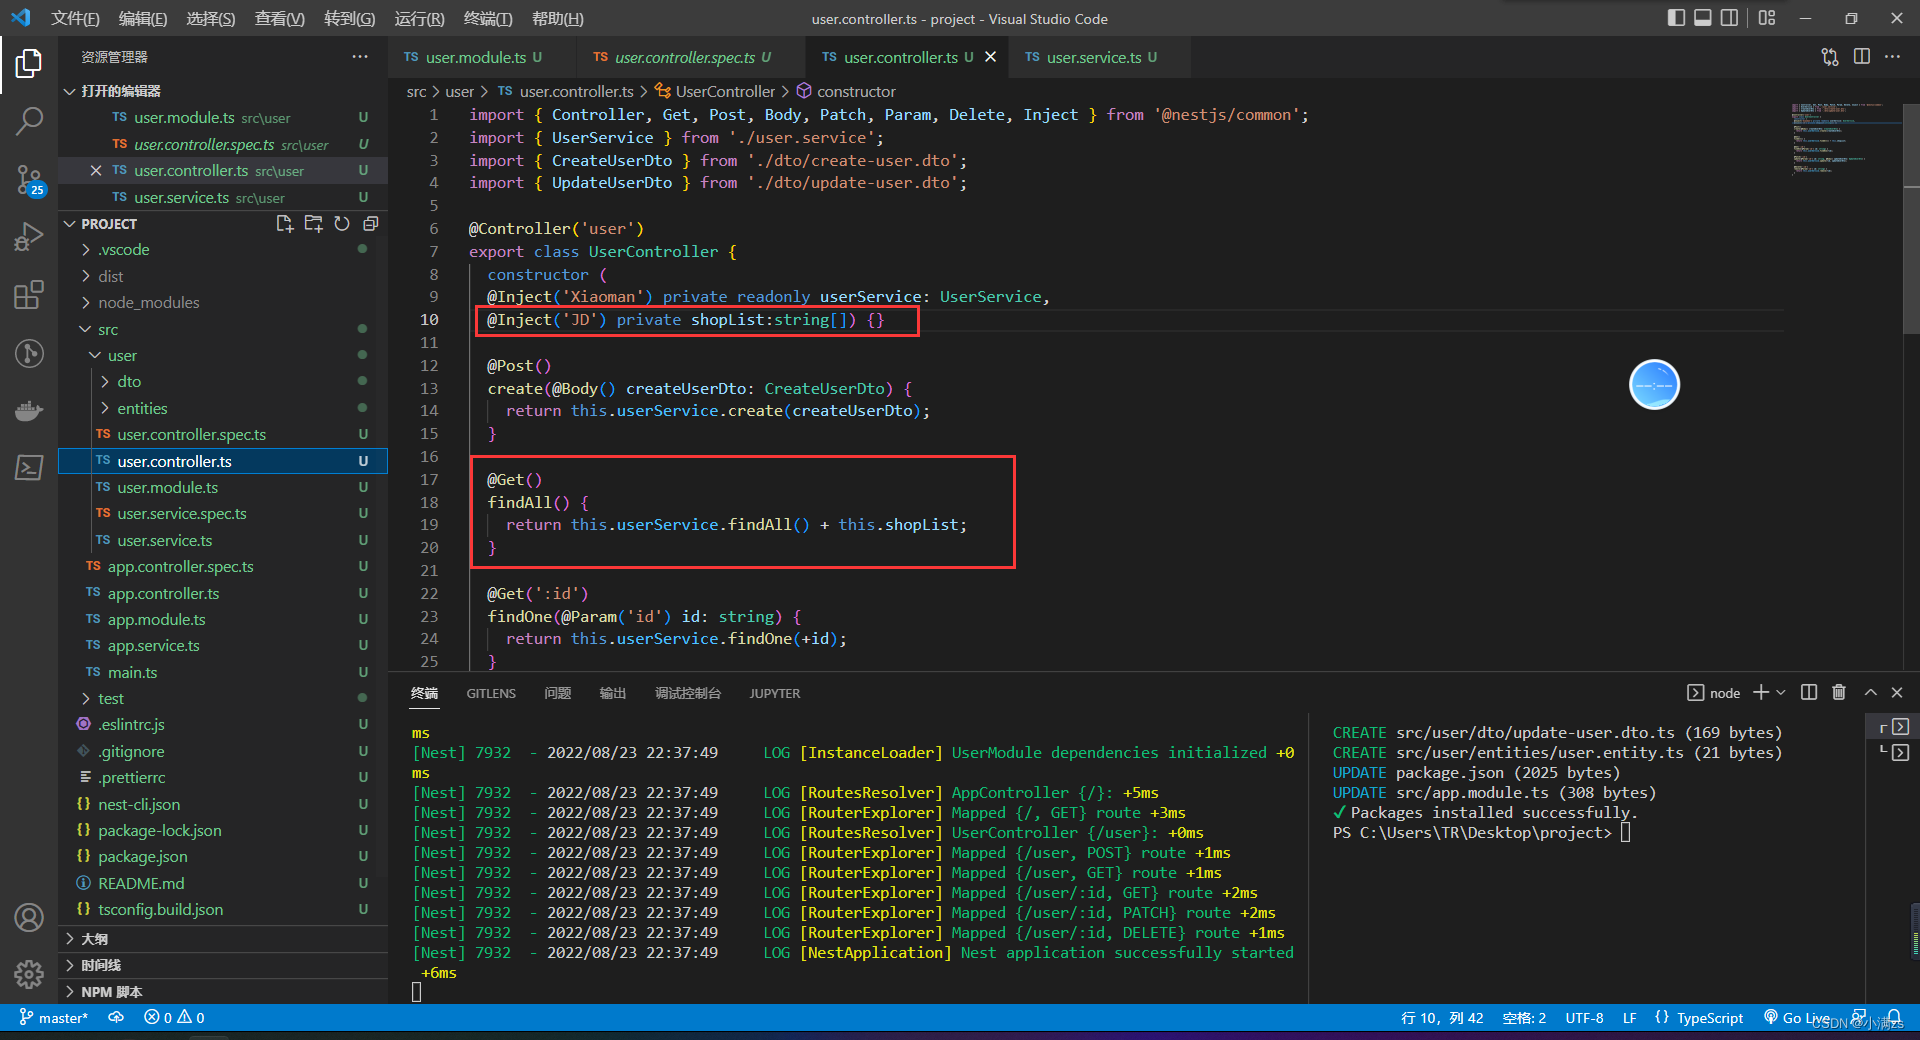 文件(F) 编辑(E) 选择(S) 查看(V) 转到(G) 运行(R) 终端(T) 帮助(H)
user.controller.ts - project - Visual Studio Code
资源管理器
打开的编辑器
TS user.module.ts src\user U
TS user.controller.spec.ts src\user U
TS user.controller.ts src\user U
TS user.service.ts src\user U
25
PROJECT
.vscode
dist
node_modules
src
user
dto
entities
TS user.controller.spec.ts U
TS user.controller.ts U
TS user.module.ts U
TS user.service.spec.ts U
TS user.service.ts U
TS app.controller.spec.ts U
TS app.controller.ts U
TS app.module.ts U
TS app.service.ts U
TS main.ts U
test
.eslintrc.js U
.gitignore U
.prettierrc U
{} nest-cli.json U
{} package-lock.json U
{} package.json U
README.md U
{} tsconfig.build.json U
大纲
时间线
NPM 脚本
TS user.module.ts U
TS user.controller.spec.ts U
TS user.controller.ts U
TS user.service.ts U
src > user > TS user.controller.ts > UserController > constructor
1 import { Controller, Get, Post, Body, Patch, Param, Delete, Inject } from '@nestjs/common';
2 import { UserService } from './user.service';
3 import { CreateUserDto } from './dto/create-user.dto';
4 import { UpdateUserDto } from './dto/update-user.dto';
5
6 @Controller('user')
7 export class UserController {
8 constructor (
9 @Inject('Xiaoman') private readonly userService: UserService,
10 @Inject('JD') private shopList:string[]) {}
11
12 @Post()
13 create(@Body() createUserDto: CreateUserDto) {
14 return this.userService.create(createUserDto);
15 }
16
17 @Get()
18 findAll() {
19 return this.userService.findAll() + this.shopList;
20 }
21
22 @Get(':id')
23 findOne(@Param('id') id: string) {
24 return this.userService.findOne(+id);
25 }
终端 GITLENS 问题 输出 调试控制台 JUPYTER
node
ms
[Nest] 7932 - 2022/08/23 22:37:49 LOG [InstanceLoader] UserModule dependencies initialized +0
ms
[Nest] 7932 - 2022/08/23 22:37:49 LOG [RoutesResolver] AppController {/}: +5ms
[Nest] 7932 - 2022/08/23 22:37:49 LOG [RouterExplorer] Mapped {/, GET} route +3ms
[Nest] 7932 - 2022/08/23 22:37:49 LOG [RoutesResolver] UserController {/user}: +0ms
[Nest] 7932 - 2022/08/23 22:37:49 LOG [RouterExplorer] Mapped {/user, POST} route +1ms
[Nest] 7932 - 2022/08/23 22:37:49 LOG [RouterExplorer] Mapped {/user, GET} route +1ms
[Nest] 7932 - 2022/08/23 22:37:49 LOG [RouterExplorer] Mapped {/user/:id, GET} route +2ms
[Nest] 7932 - 2022/08/23 22:37:49 LOG [RouterExplorer] Mapped {/user/:id, PATCH} route +2ms
[Nest] 7932 - 2022/08/23 22:37:49 LOG [RouterExplorer] Mapped {/user/:id, DELETE} route +1ms
[Nest] 7932 - 2022/08/23 22:37:49 LOG [NestApplication] Nest application successfully started
+6ms
CREATE src/user/dto/update-user.dto.ts (169 bytes)
CREATE src/user/entities/user.entity.ts (21 bytes)
UPDATE package.json (2025 bytes)
UPDATE src/app.module.ts (308 bytes)
✓ Packages installed successfully.
PS C:\Users\TR\Desktop\project>
master* 0 0
行 10，列 42 空格: 2 UTF-8 LF {} TypeScript Go Live
CSDN @小满zs